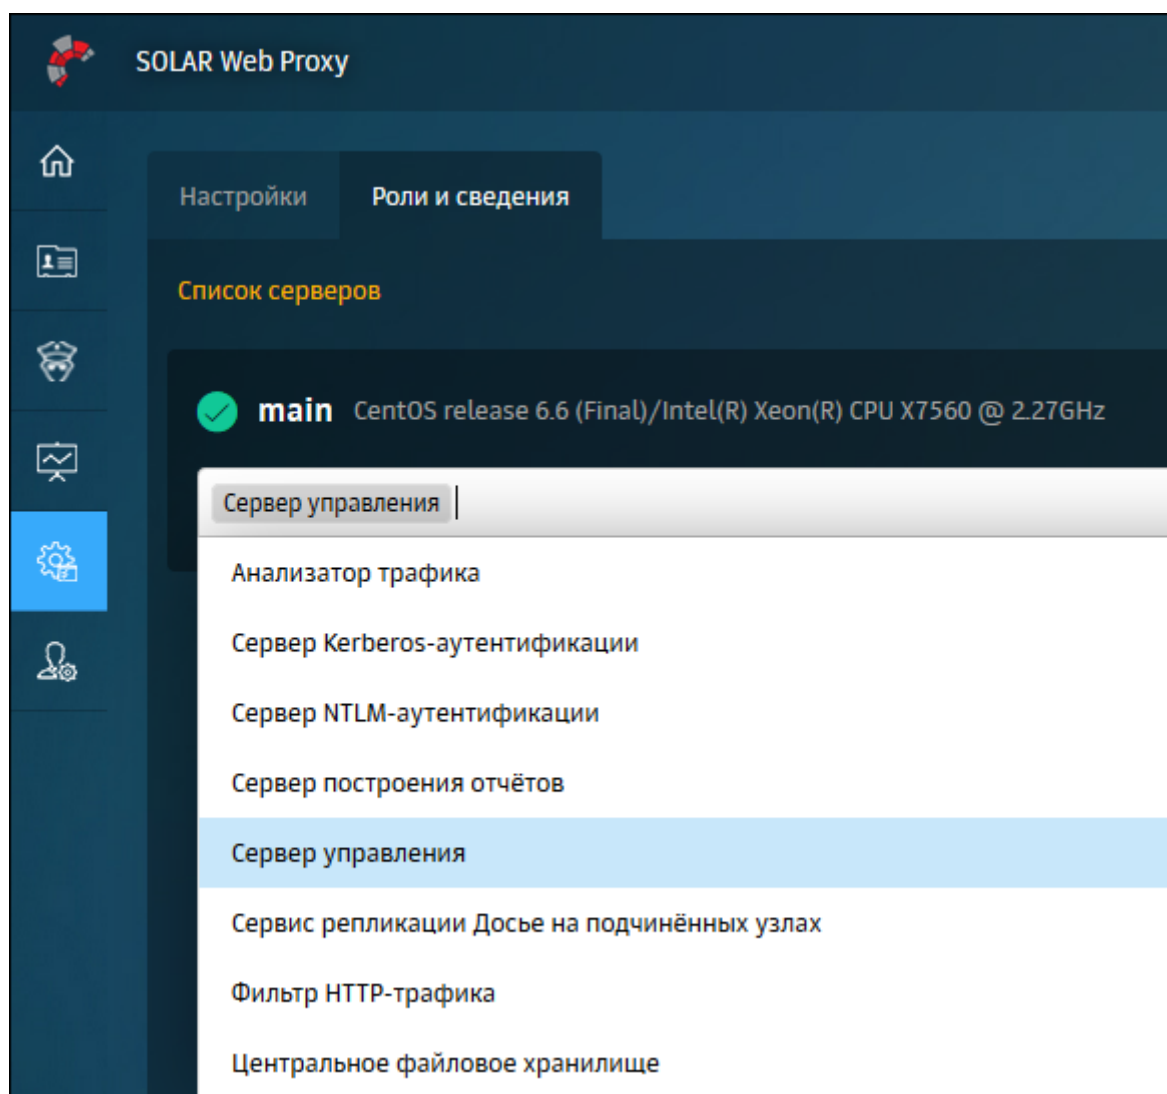 SOLAR Web Proxy
Настройки Роли и сведения
Список серверов
main CentOS release 6.6 (Final)/Intel(R) Xeon(R) CPU X7560 @ 2.27GHz
Сервер управления
Анализатор трафика
Сервер Kerberos-аутентификации
Сервер NTLM-аутентификации
Сервер построения отчётов
Сервер управления
Сервис репликации Досье на подчинённых узлах
Фильтр HTTP-трафика
Центральное файловое хранилище